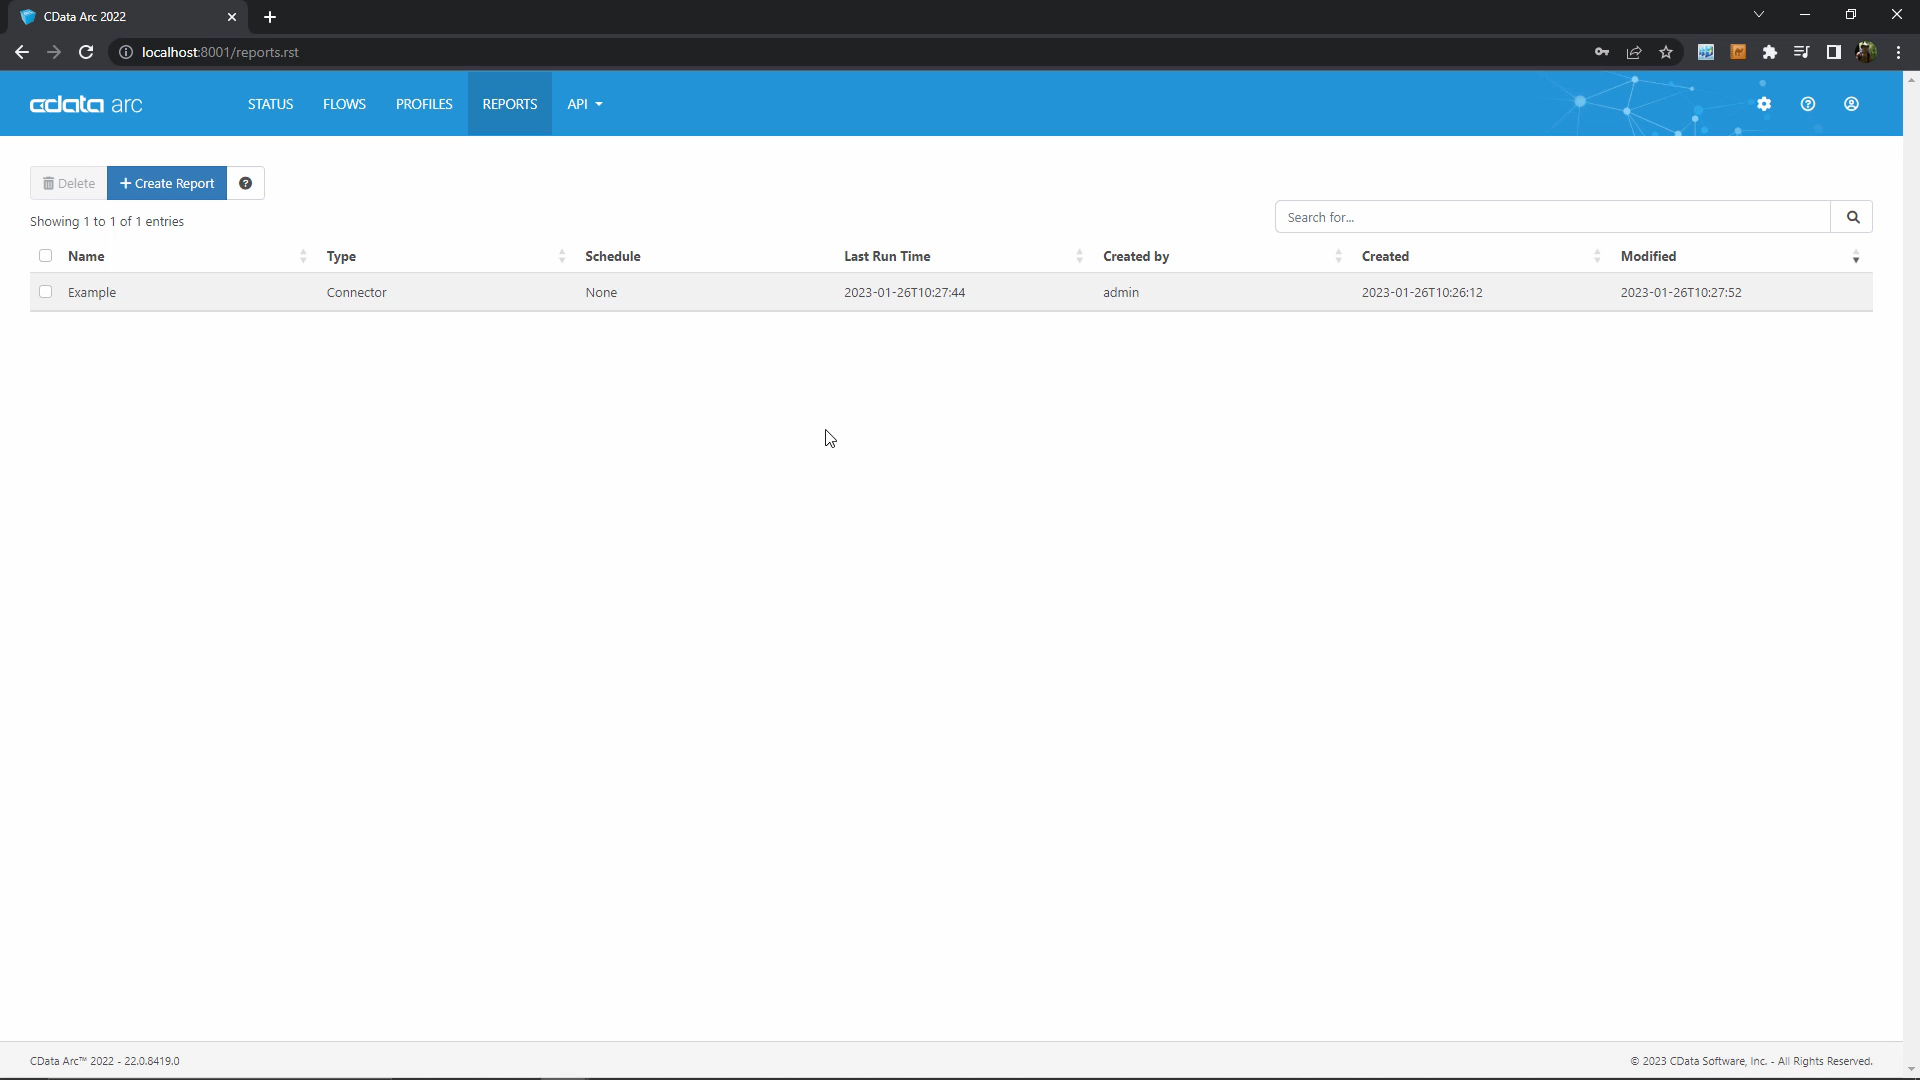 CData Arc 2022
localhost:8001/reports.rst
cdata arc STATUS FLOWS PROFILES REPORTS API
Delete + Create Report
Showing 1 to 1 of 1 entries
Search for...
Name Type Schedule Last Run Time Created by Created Modified
Example Connector None 2023-01-26T10:27:44 admin 2023-01-26T10:26:12 2023-01-26T10:27:52
CData Arc™ 2022 - 22.0.8419.0
© 2023 CData Software, Inc. - All Rights Reserved.